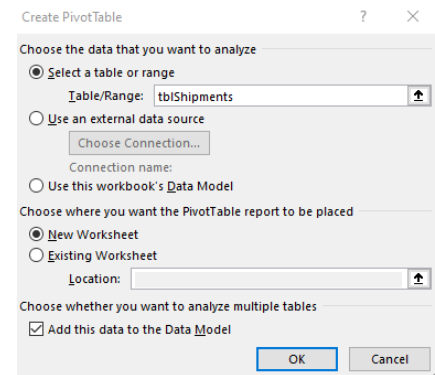 Create PivotTable ? ×
Choose the data that you want to analyze
Select a table or range
Table/Range: tblShipments
Use an external data source
Choose Connection...
Connection name:
Use this workbook's Data Model
Choose where you want the PivotTable report to be placed
New Worksheet
Existing Worksheet
Location:
Choose whether you want to analyze multiple tables
Add this data to the Data Model
OK Cancel